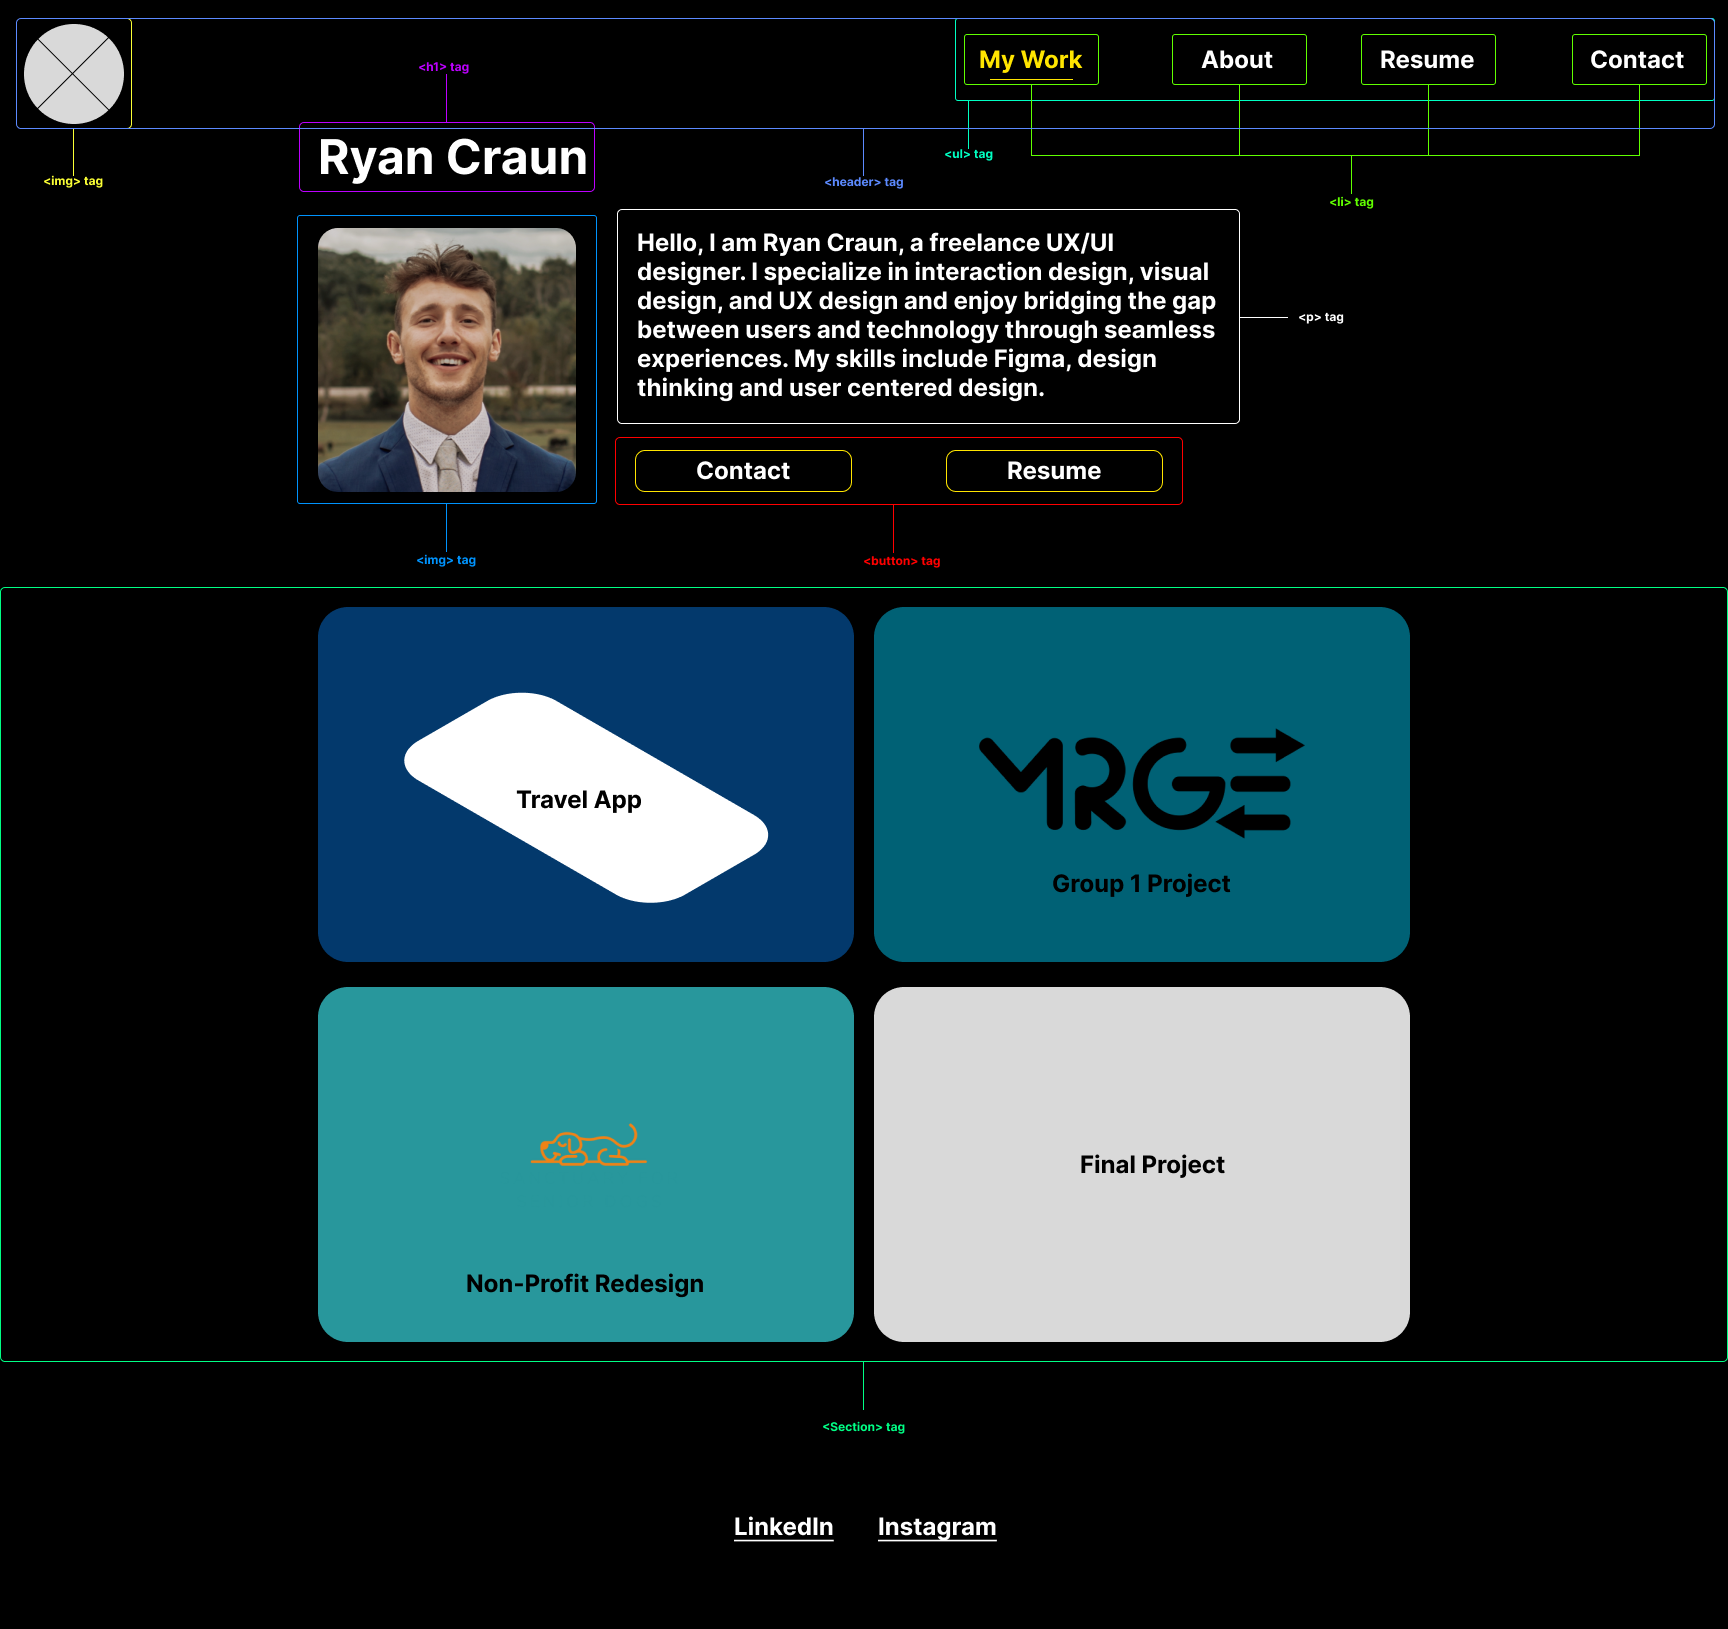 My Work
About
Resume
Contact
<h1> tag
Ryan Craun
<img> tag
<header> tag
<ul> tag
<li> tag
Hello, I am Ryan Craun, a freelance UX/UI
designer. I specialize in interaction design, visual
design, and UX design and enjoy bridging the gap
between users and technology through seamless
experiences. My skills include Figma, design
thinking and user centered design.
<p> tag
Contact
Resume
<img> tag
<button> tag
Travel App
MRGE
Group 1 Project
Non-Profit Redesign
Final Project
<Section> tag
LinkedIn
Instagram